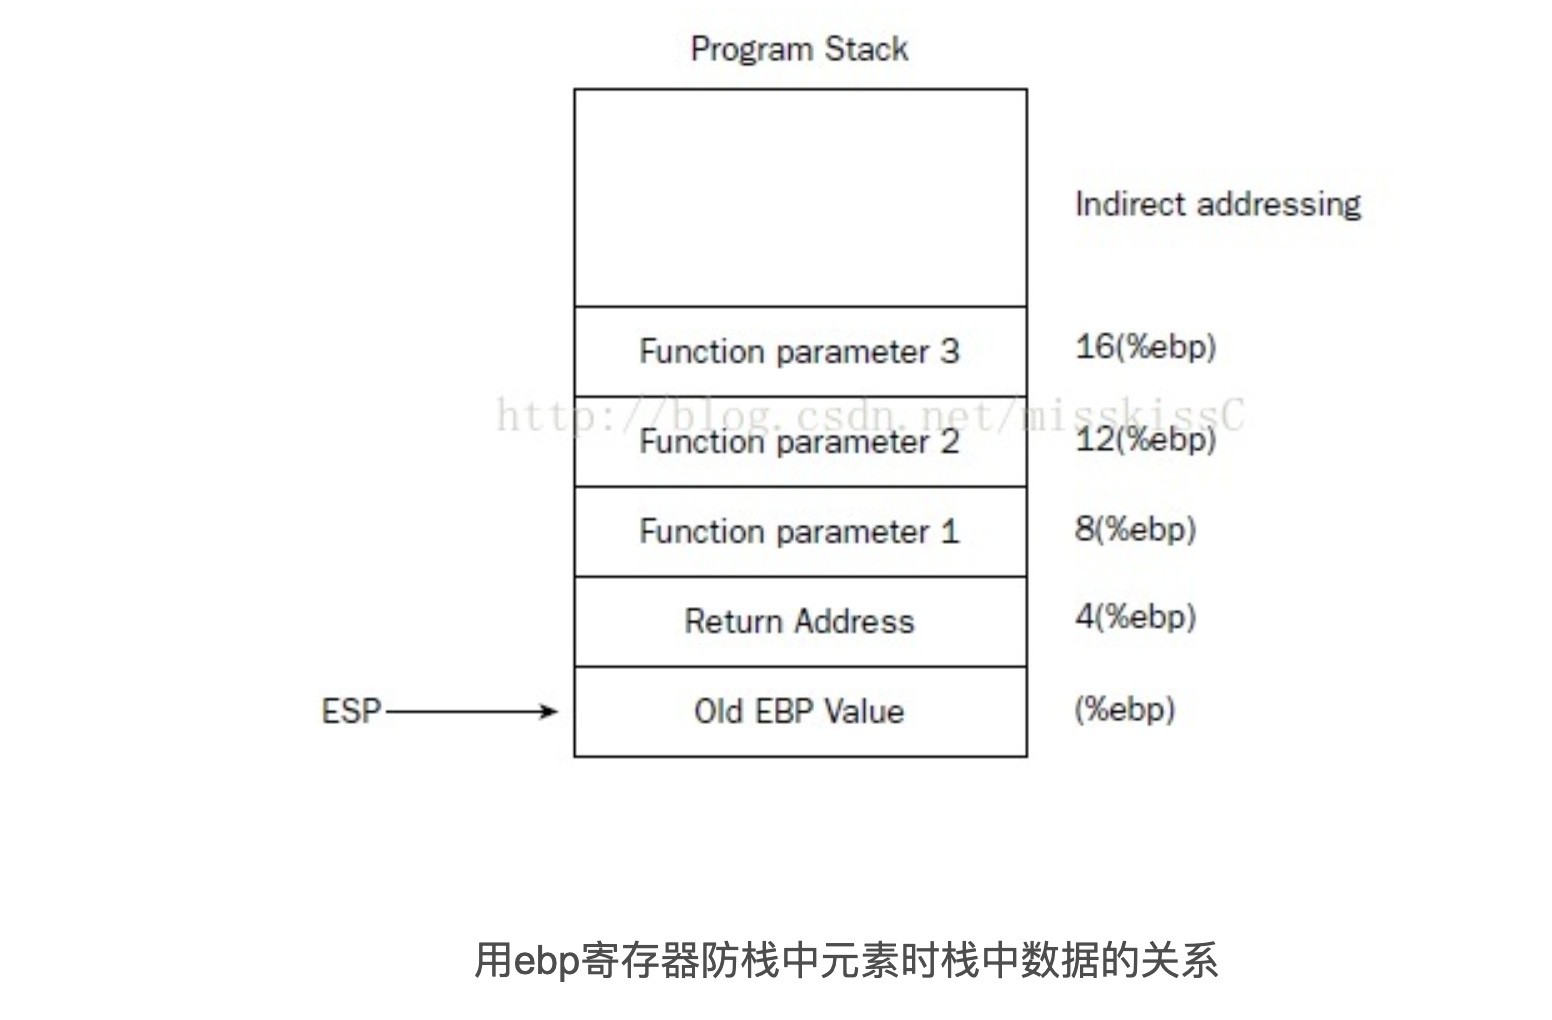 Program Stack
Indirect addressing
Function parameter 3 16(%ebp)
http://blog.csdn.net/misskissC
Function parameter 2 12(%ebp)
Function parameter 1 8(%ebp)
Return Address 4(%ebp)
ESP Old EBP Value (%ebp)
用ebp寄存器防栈中元素时栈中数据的关系